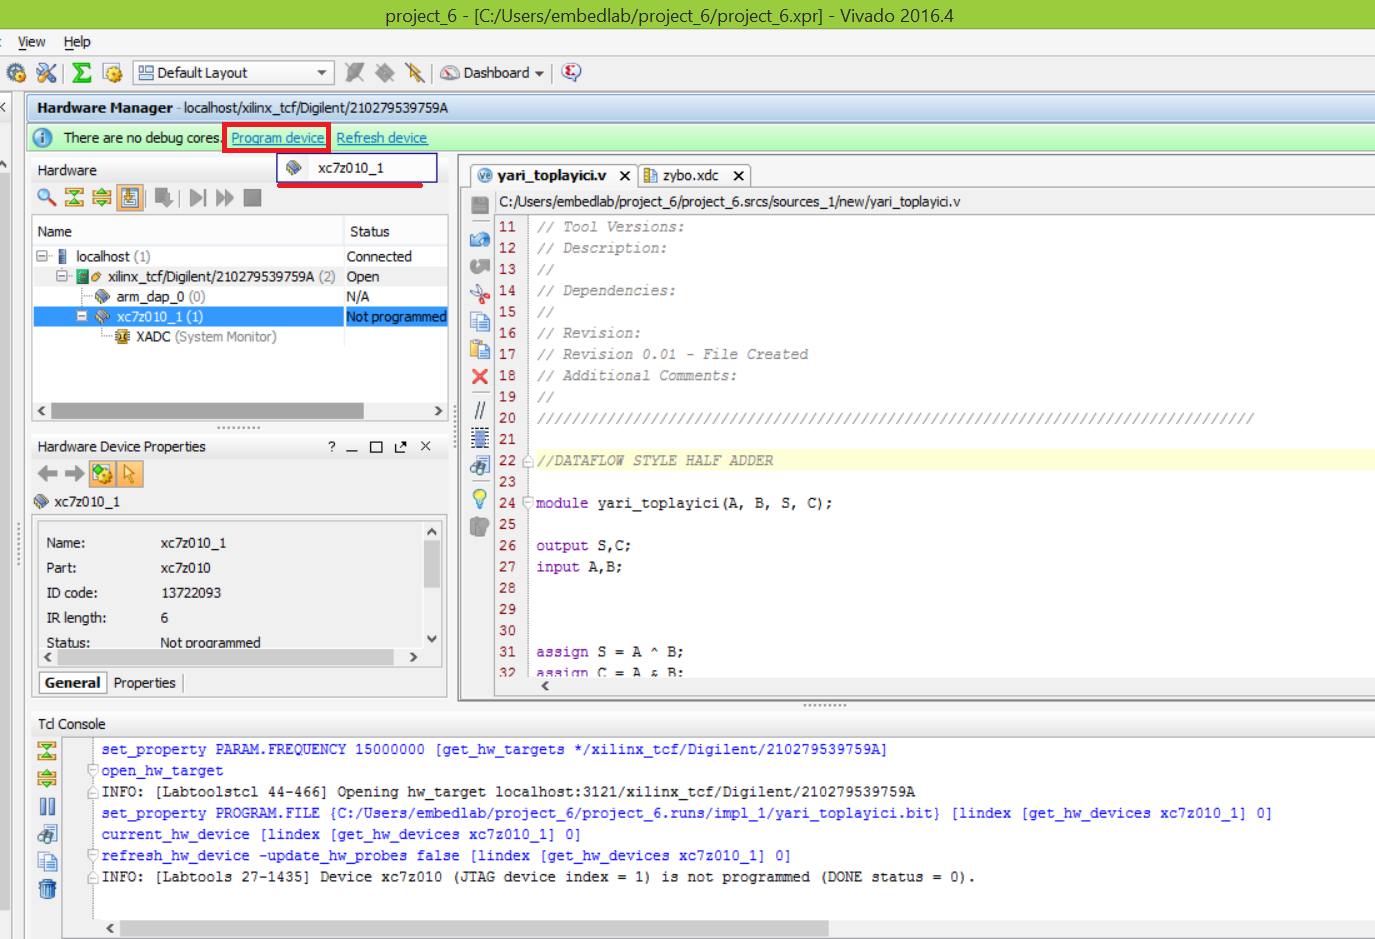 project_6 - [C:/Users/embedlab/project_6/project_6.xpr] - Vivado 2016.4
View Help
Default Layout
Dashboard
Hardware Manager - localhost/xilinx_tcf/Digilent/210279539759A
There are no debug cores. Program device Refresh device
xc7z010_1
Hardware
Name Status
localhost (1) Connected
xilinx_tcf/Digilent/210279539759A (2) Open
arm_dap_0 (0) N/A
xc7z010_1 (1) Not programmed
XADC (System Monitor)
Hardware Device Properties
xc7z010_1
Name: xc7z010_1
Part: xc7z010
ID code: 13722093
IR length: 6
Status: Not programmed
General Properties
yari_toplayici.v zybo.xdc
C:/Users/embedlab/project_6/project_6.srcs/sources_1/new/yari_toplayici.v
11 // Tool Versions:
12 // Description:
13 //
14 // Dependencies:
15 //
16 // Revision:
17 // Revision 0.01 - File Created
18 // Additional Comments:
19 //
20 //////////////////////////////////////////////////////////////////////////////////
21
22 //DATAFLOW STYLE HALF ADDER
23
24 module yari_toplayici(A, B, S, C);
25
26 output S,C;
27 input A,B;
28
29
30
31 assign S = A ^ B;
32 assign C = A & B;
Tcl Console
set_property PARAM.FREQUENCY 15000000 [get_hw_targets */xilinx_tcf/Digilent/210279539759A]
open_hw_target
INFO: [Labtoolstcl 44-466] Opening hw_target localhost:3121/xilinx_tcf/Digilent/210279539759A
set_property PROGRAM.FILE {C:/Users/embedlab/project_6/project_6.runs/impl_1/yari_toplayici.bit} [lindex [get_hw_devices xc7z010_1] 0]
current_hw_device [lindex [get_hw_devices xc7z010_1] 0]
refresh_hw_device -update_hw_probes false [lindex [get_hw_devices xc7z010_1] 0]
INFO: [Labtools 27-1435] Device xc7z010 (JTAG device index = 1) is not programmed (DONE status = 0).